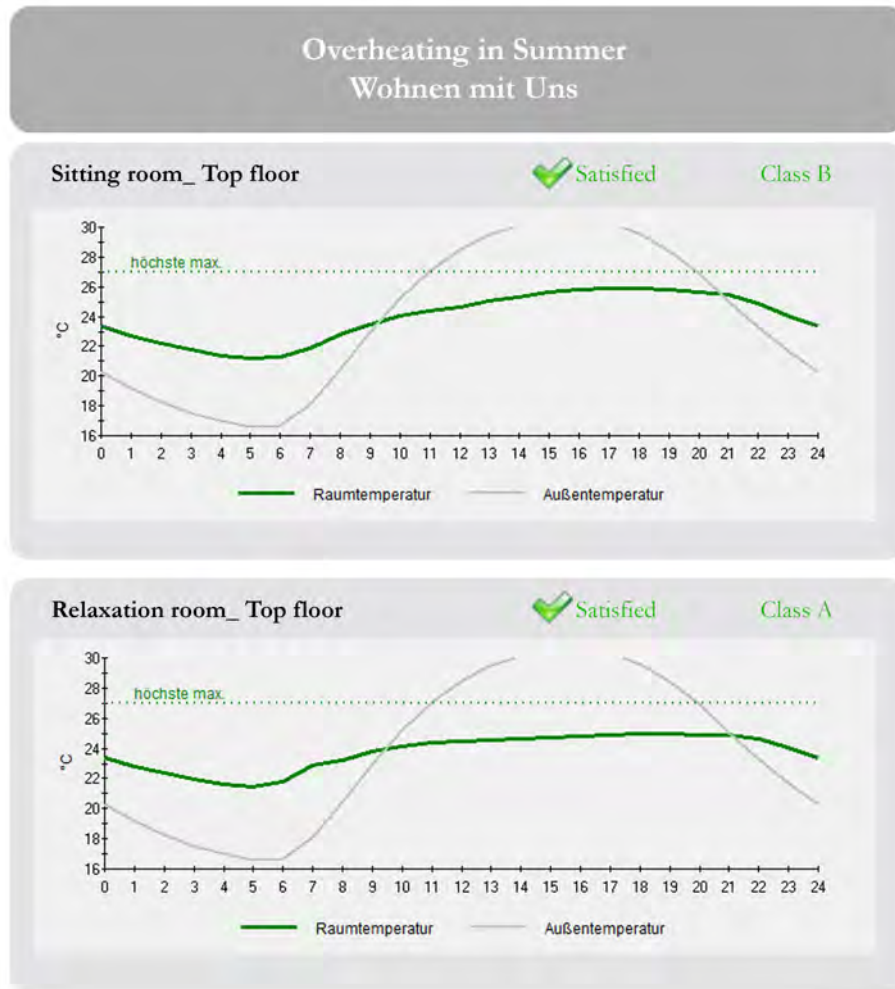 Overheating in Summer
Wohnen mit Uns
Sitting room_ Top floor
Satisfied
Class B
30
28
26
24
22
20
18
16
°C
höchste max.
0 1 2 3 4 5 6 7 8 9 10 11 12 13 14 15 16 17 18 19 20 21 22 23 24
Raumtemperatur
Außentemperatur
Relaxation room_ Top floor
Satisfied
Class A
30
28
26
24
22
20
18
16
°C
höchste max.
0 1 2 3 4 5 6 7 8 9 10 11 12 13 14 15 16 17 18 19 20 21 22 23 24
Raumtemperatur
Außentemperatur